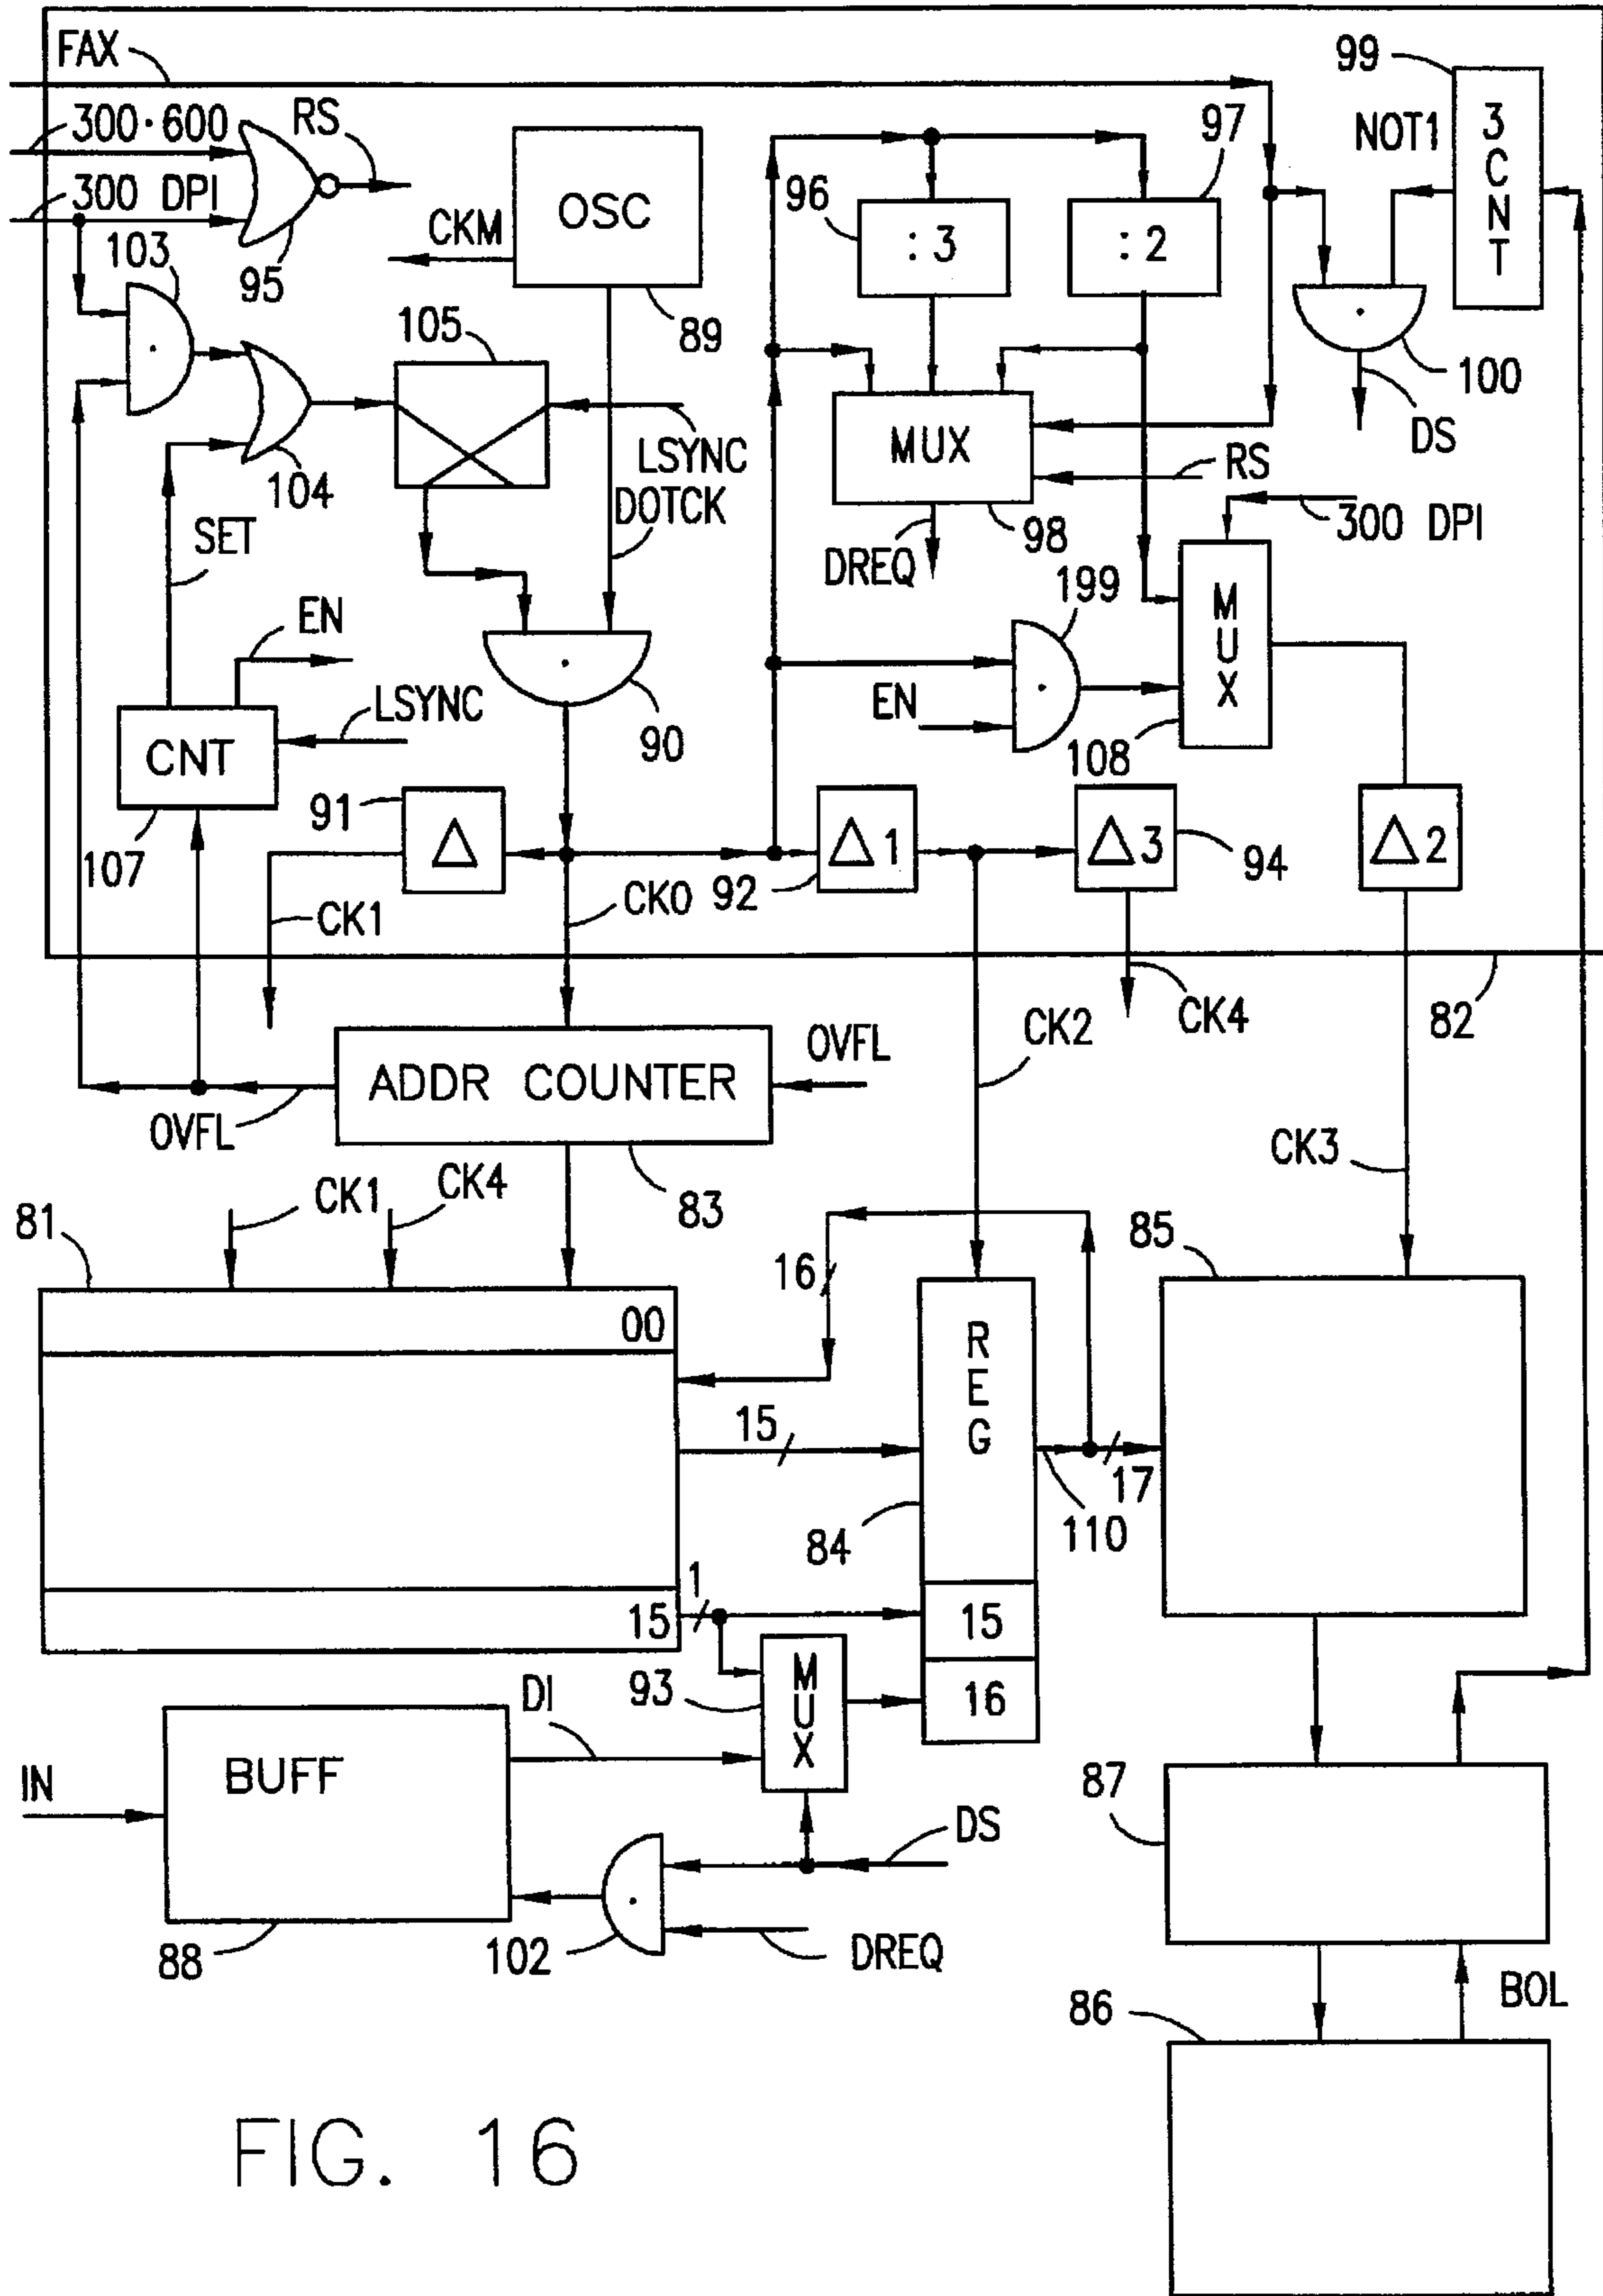 FAX
300·600
RS
300 DPI
103
95
OSC
CKM
89
105
104
LSYNC
DOTCK
SET
EN
LSYNC
CNT
107
90
91
△
CK1
CK0
92
△1
△3
94
△2
96
:3
:2
97
MUX
98
DREQ
RS
300 DPI
199
EN
MUX
108
99
3
CNT
NOT1
100
DS
82
CK4
CK2
CK3
OVFL
ADDR COUNTER
OVFL
83
81
CK1
CK4
00
16
15
REG
84
110
17
85
15
1
15
16
93
MUX
DI
IN
BUFF
88
102
DS
DREQ
87
86
BOL
FIG. 16